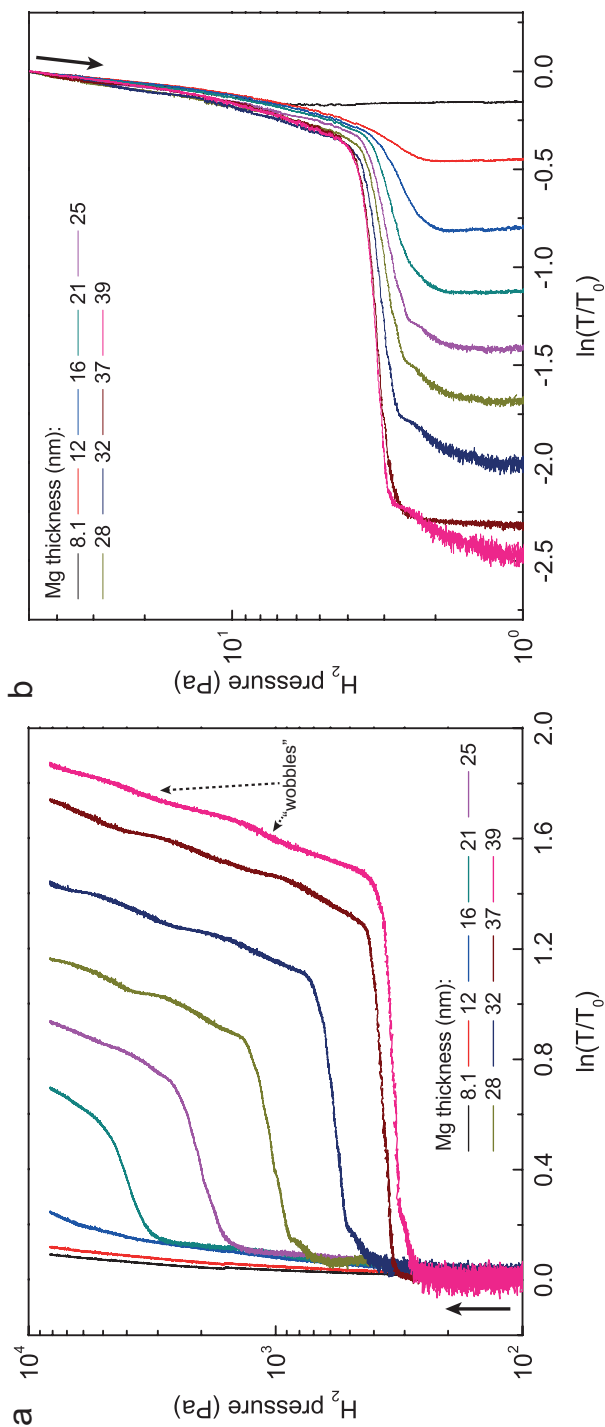 a
H2 pressure (Pa)
10^4
10^3
10^2
0.0
0.4
0.8
1.2
1.6
2.0
ln(T/T0)
"wobbles"
Mg thickness (nm):
8.1 12 16 21 25
28 32 37 39
b
H2 pressure (Pa)
10^1
10^0
-2.5
-2.0
-1.5
-1.0
-0.5
0.0
ln(T/T0)
Mg thickness (nm):
8.1 12 16 21 25
28 32 37 39